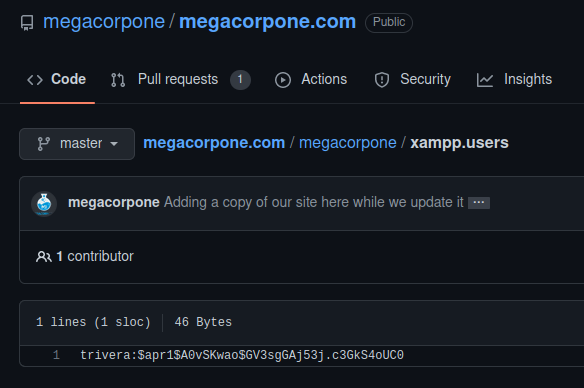 megacorpone / megacorpone.com Public
Code Pull requests 1 Actions Security Insights
master megacorpone.com / megacorpone / xampp.users
megacorpone Adding a copy of our site here while we update it ...
1 contributor
1 lines (1 sloc) 46 Bytes
1 trivera:$apr1$A0vSKwao$GV3sgGAj53j.c3GkS4oUC0